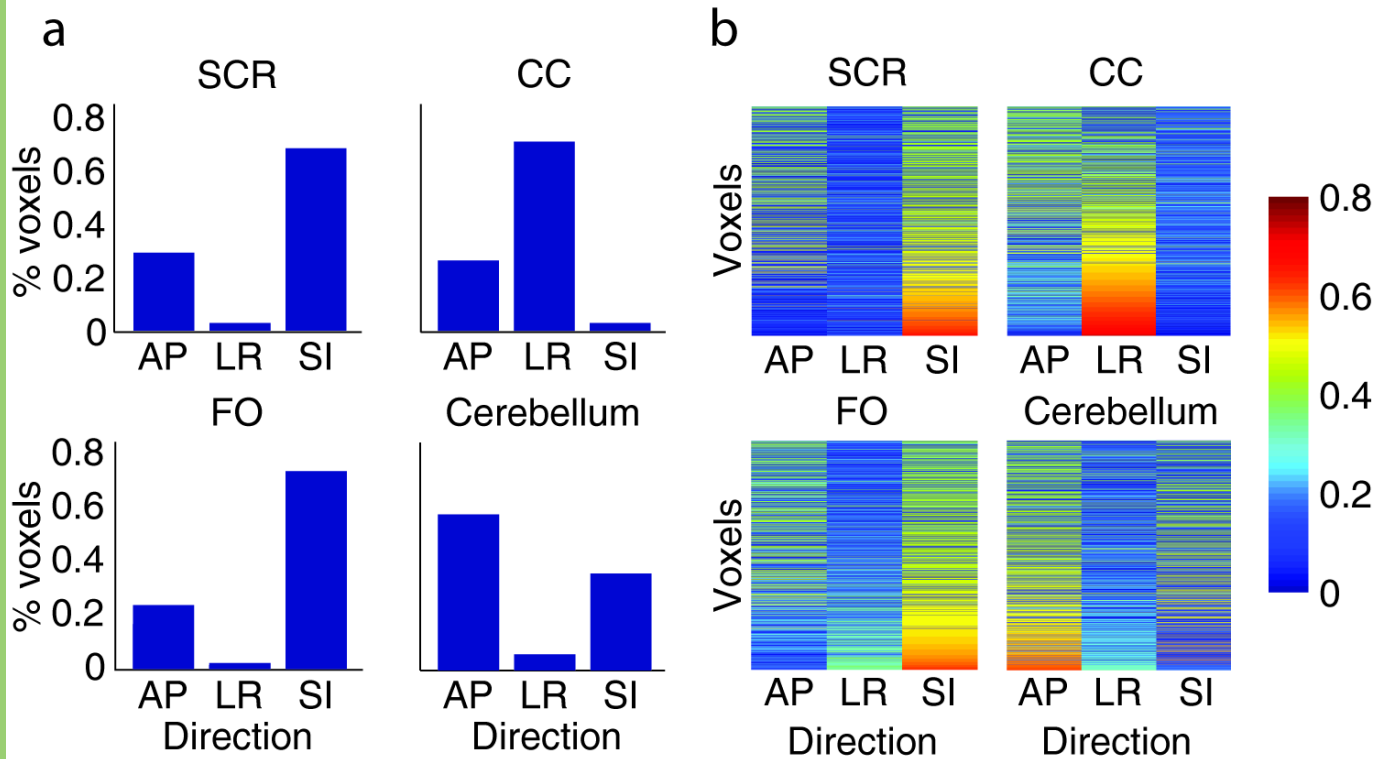 a
SCR CC
% voxels
0.8
0.6
0.4
0.2
0
AP LR SI AP LR SI
FO Cerebellum
% voxels
0.8
0.6
0.4
0.2
0
AP LR SI AP LR SI
Direction Direction
b
SCR CC
Voxels
AP LR SI AP LR SI
FO Cerebellum
Voxels
AP LR SI AP LR SI
Direction Direction
0.8
0.6
0.4
0.2
0